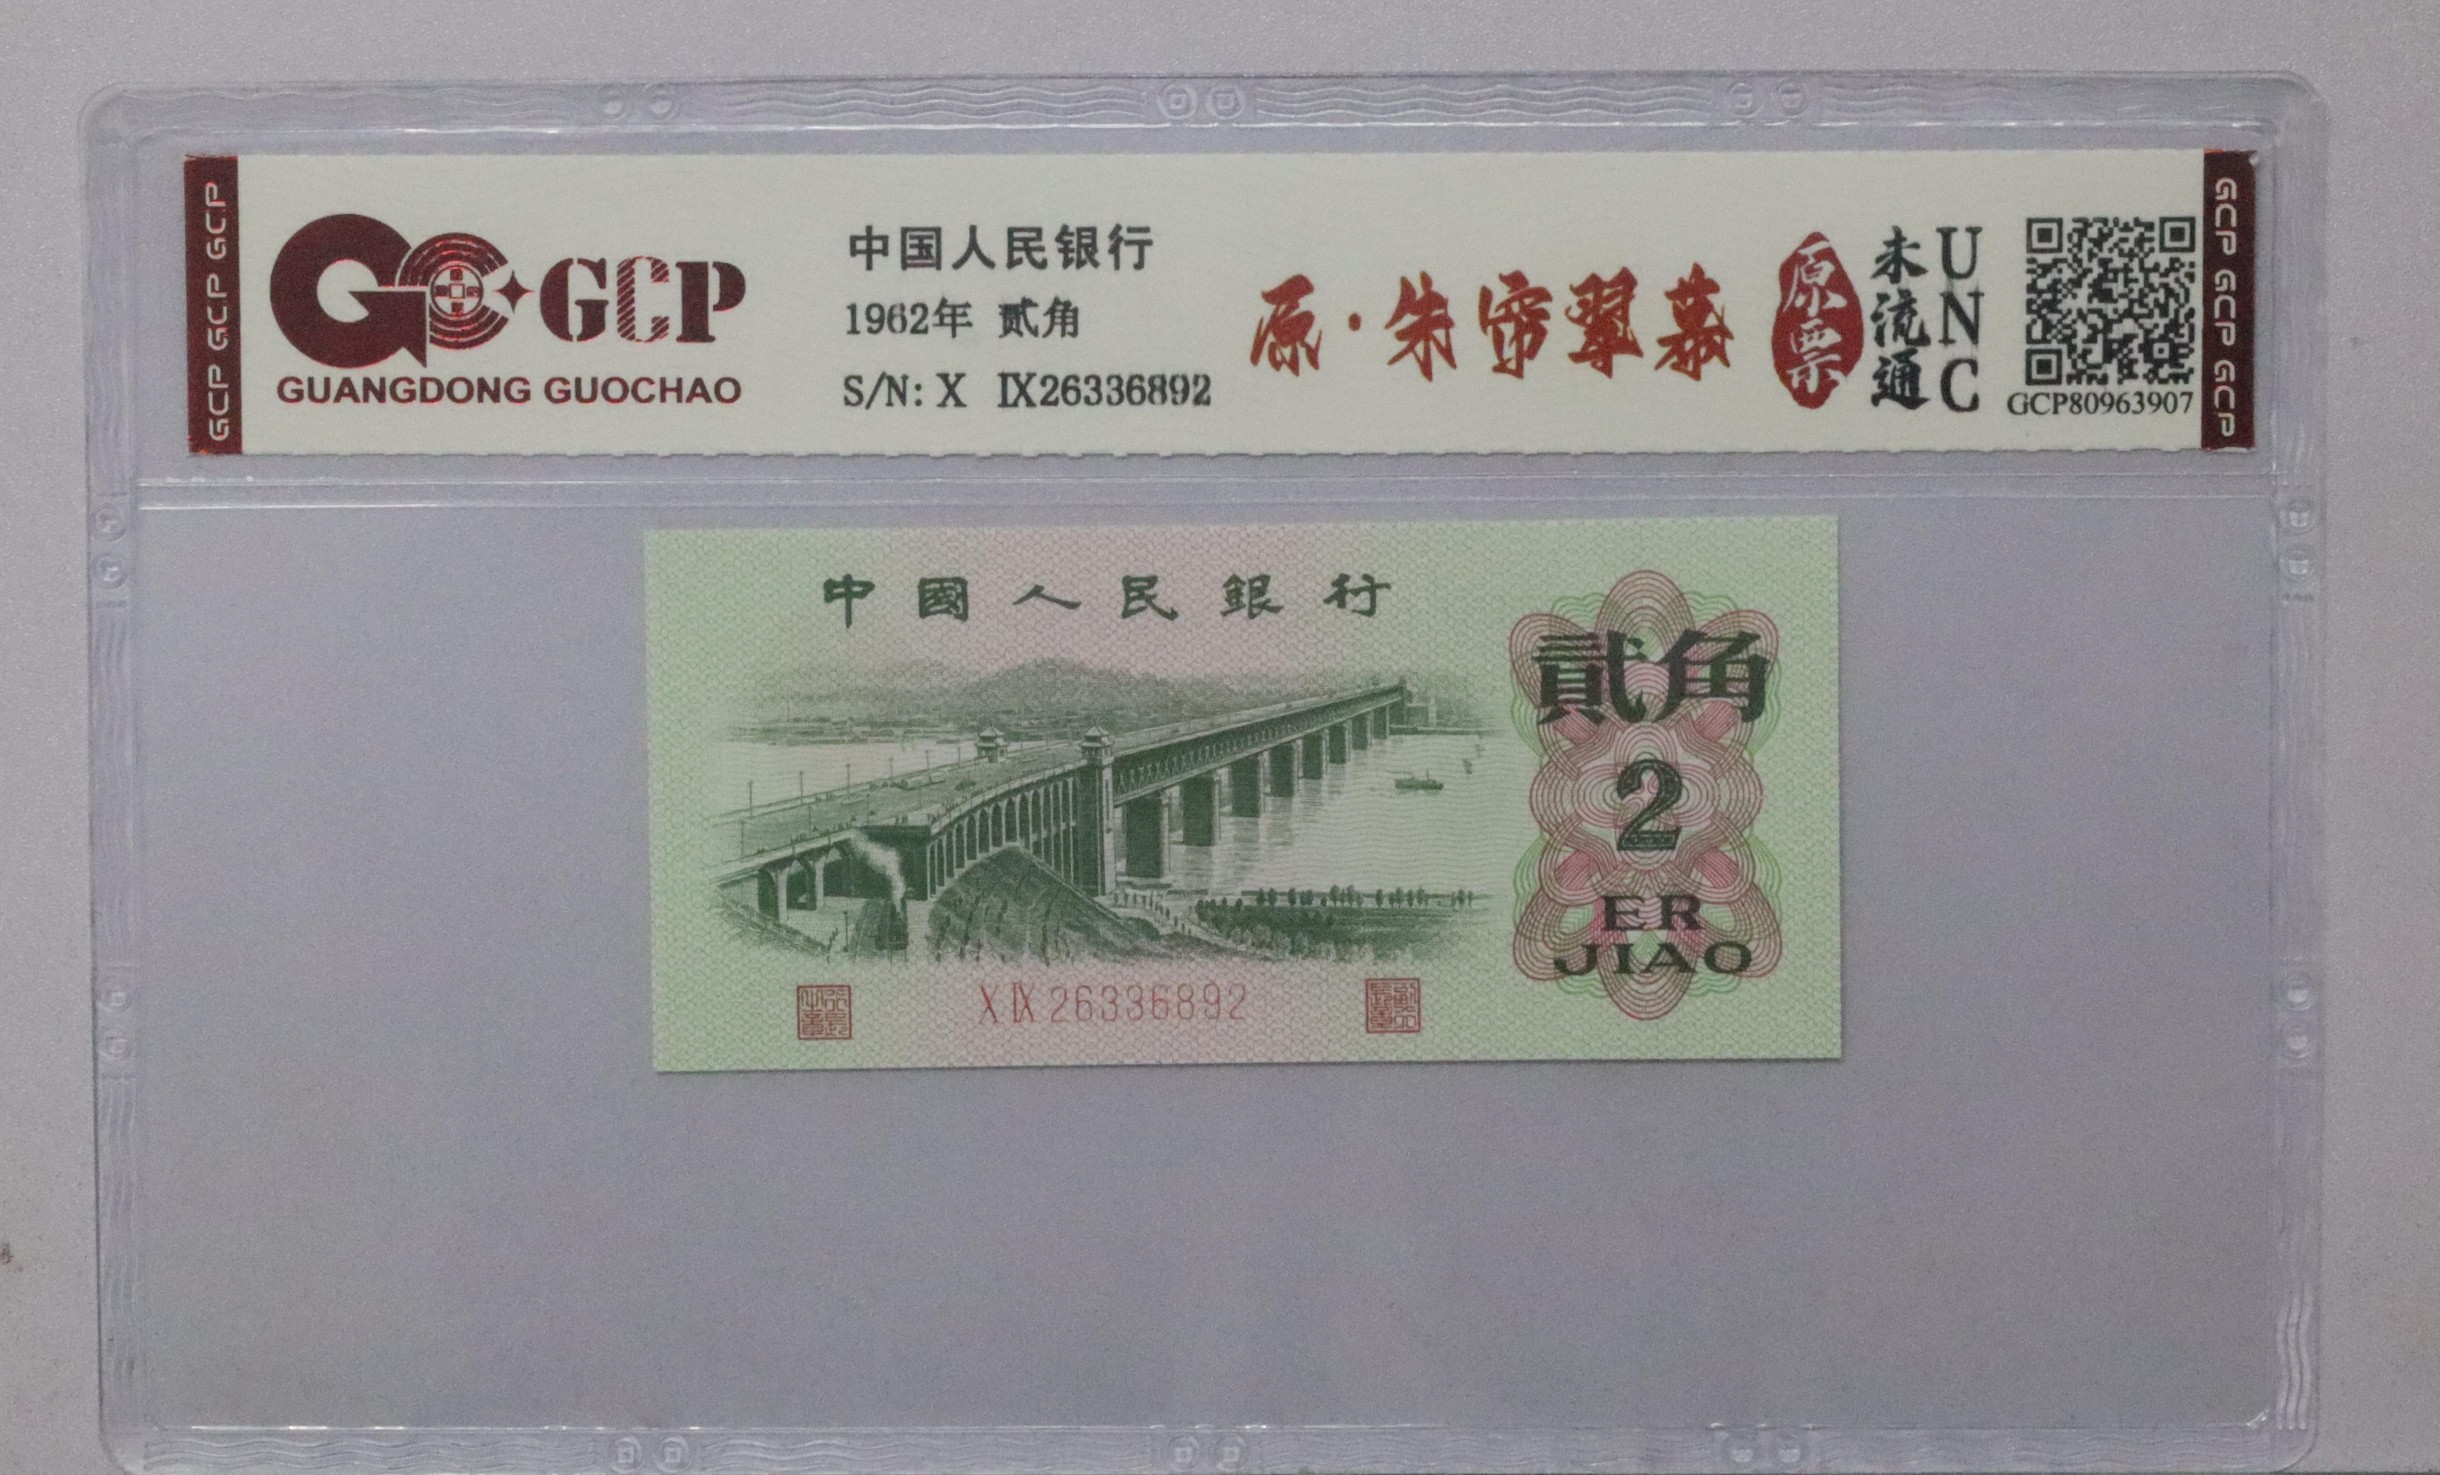 GCP GCP GCP
GCP
GUANGDONG GUOCHAO
中国人民银行
1962年 贰角
S/N: X IX26336892
原·朱帘翠幕
原票
未流通
UNC
GCP80963907
GCP GCP GCP
中國人民銀行
貳角
2
ER
JIAO
X IX 26336892